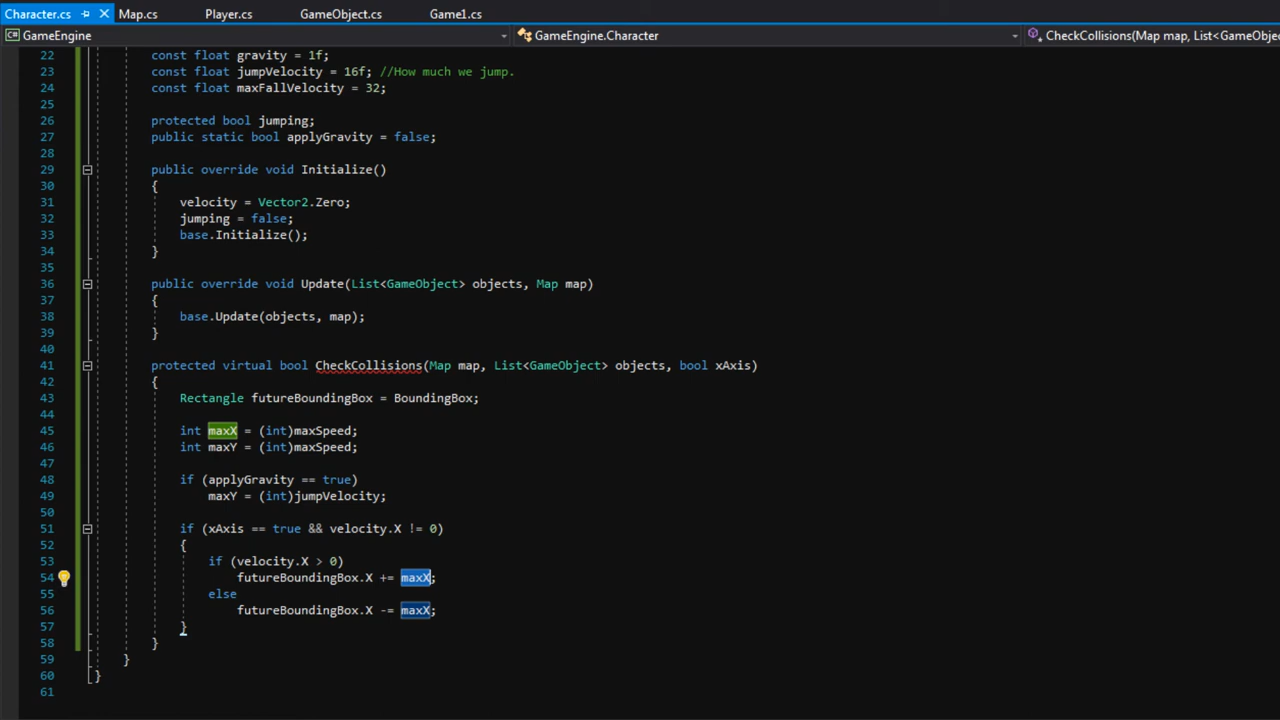 Character.cs Map.cs Player.cs GameObject.cs Game1.cs
C# GameEngine GameEngine.Character CheckCollisions(Map map, List<GameObjec
22 const float gravity = 1f;
23 const float jumpVelocity = 16f; //How much we jump.
24 const float maxFallVelocity = 32;
25
26 protected bool jumping;
27 public static bool applyGravity = false;
28
29 public override void Initialize()
30 {
31 velocity = Vector2.Zero;
32 jumping = false;
33 base.Initialize();
34 }
35
36 public override void Update(List<GameObject> objects, Map map)
37 {
38 base.Update(objects, map);
39 }
40
41 protected virtual bool CheckCollisions(Map map, List<GameObject> objects, bool xAxis)
42 {
43 Rectangle futureBoundingBox = BoundingBox;
44
45 int maxX = (int)maxSpeed;
46 int maxY = (int)maxSpeed;
47
48 if (applyGravity == true)
49 maxY = (int)jumpVelocity;
50
51 if (xAxis == true && velocity.X != 0)
52 {
53 if (velocity.X > 0)
54 futureBoundingBox.X += maxX;
55 else
56 futureBoundingBox.X -= maxX;
57 }
58 }
59 }
60 }
61